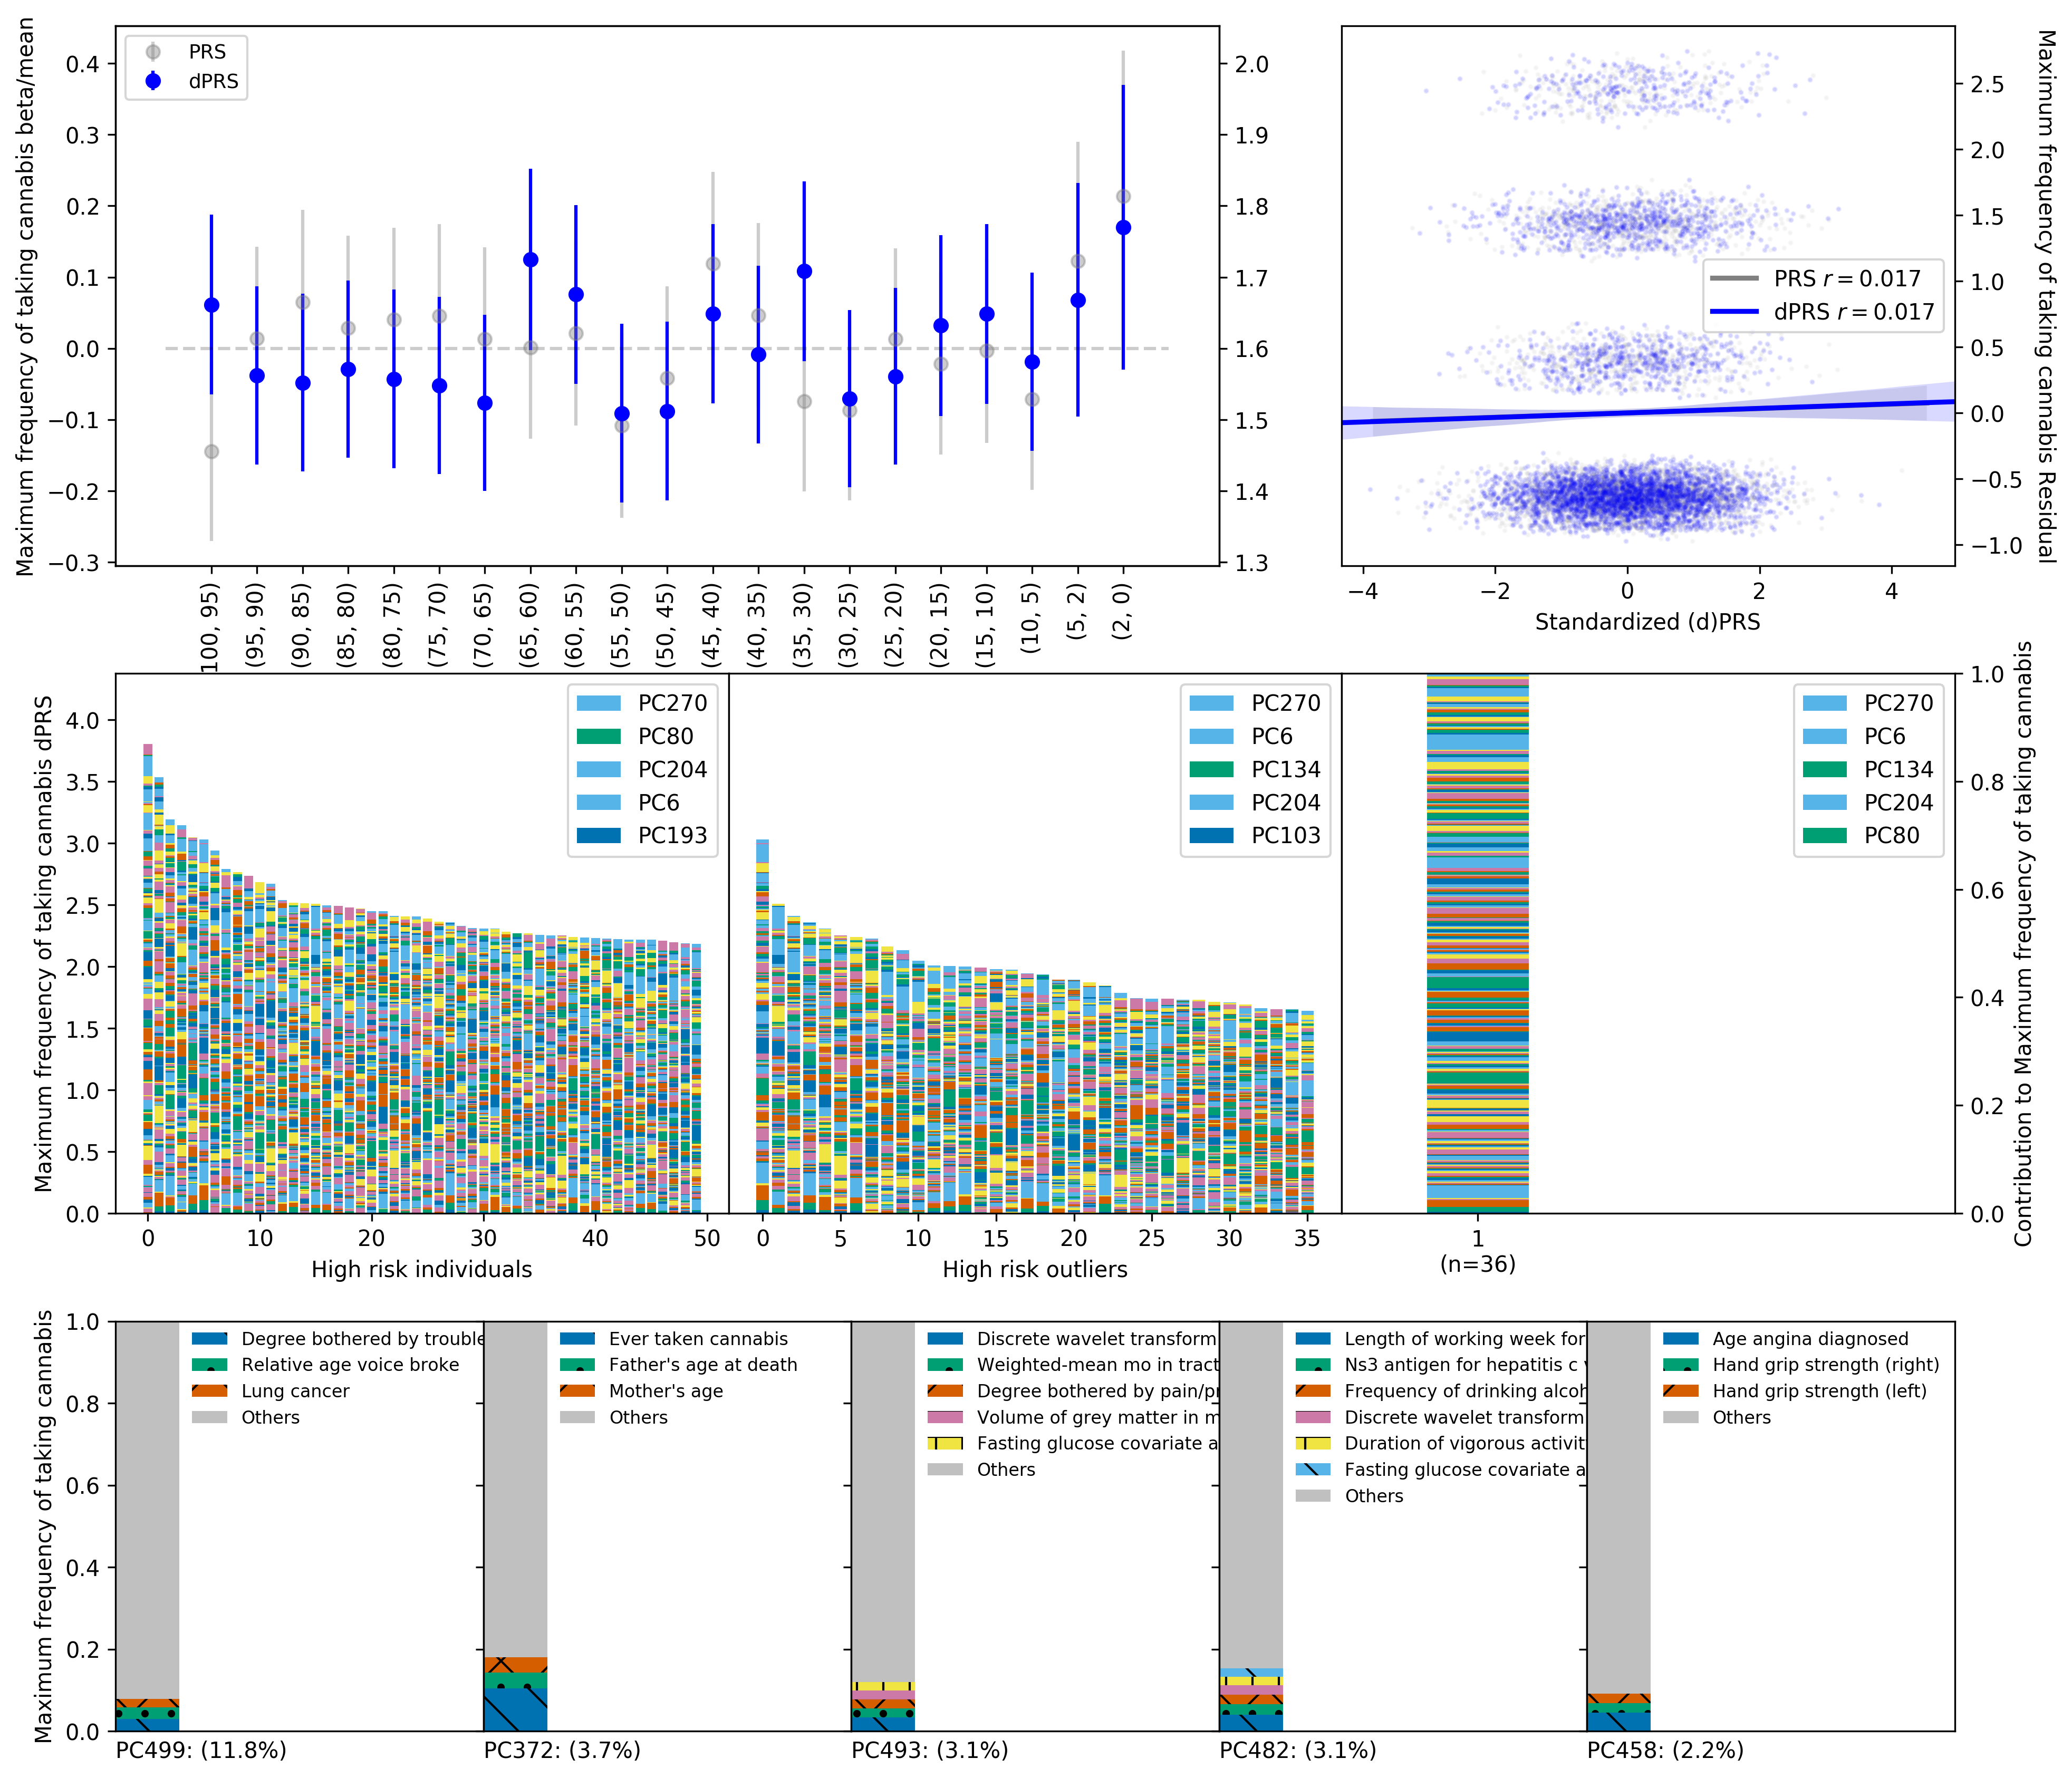 Maximum frequency of taking cannabis beta/mean
0.4
0.3
0.2
0.1
0.0
−0.1
−0.2
−0.3
PRS
dPRS
2.0
1.9
1.8
1.7
1.6
1.5
1.4
1.3
100, 95)
(95, 90)
(90, 85)
(85, 80)
(80, 75)
(75, 70)
(70, 65)
(65, 60)
(60, 55)
(55, 50)
(50, 45)
(45, 40)
(40, 35)
(35, 30)
(30, 25)
(25, 20)
(20, 15)
(15, 10)
(10, 5)
(5, 2)
(2, 0)
PRS r = 0.017
dPRS r = 0.017
2.5
2.0
1.5
1.0
0.5
0.0
−0.5
−1.0
Maximum frequency of taking cannabis Residual
−4
−2
0
2
4
Standardized (d)PRS
Maximum frequency of taking cannabis dPRS
4.0
3.5
3.0
2.5
2.0
1.5
1.0
0.5
0.0
PC270
PC80
PC204
PC6
PC193
0
10
20
30
40
50
High risk individuals
PC270
PC6
PC134
PC204
PC103
0
5
10
15
20
25
30
35
High risk outliers
PC270
PC6
PC134
PC204
PC80
1
(n=36)
1.0
0.8
0.6
0.4
0.2
0.0
Contribution to Maximum frequency of taking cannabis
Maximum frequency of taking cannabis
1.0
0.8
0.6
0.4
0.2
0.0
Degree bothered by trouble
Relative age voice broke
Lung cancer
Others
PC499: (11.8%)
Ever taken cannabis
Father's age at death
Mother's age
Others
PC372: (3.7%)
Discrete wavelet transform
Weighted-mean mo in tract
Degree bothered by pain/pr
Volume of grey matter in m
Fasting glucose covariate a
Others
PC493: (3.1%)
Length of working week for
Ns3 antigen for hepatitis c v
Frequency of drinking alcoh
Discrete wavelet transform
Duration of vigorous activit
Fasting glucose covariate a
Others
PC482: (3.1%)
Age angina diagnosed
Hand grip strength (right)
Hand grip strength (left)
Others
PC458: (2.2%)